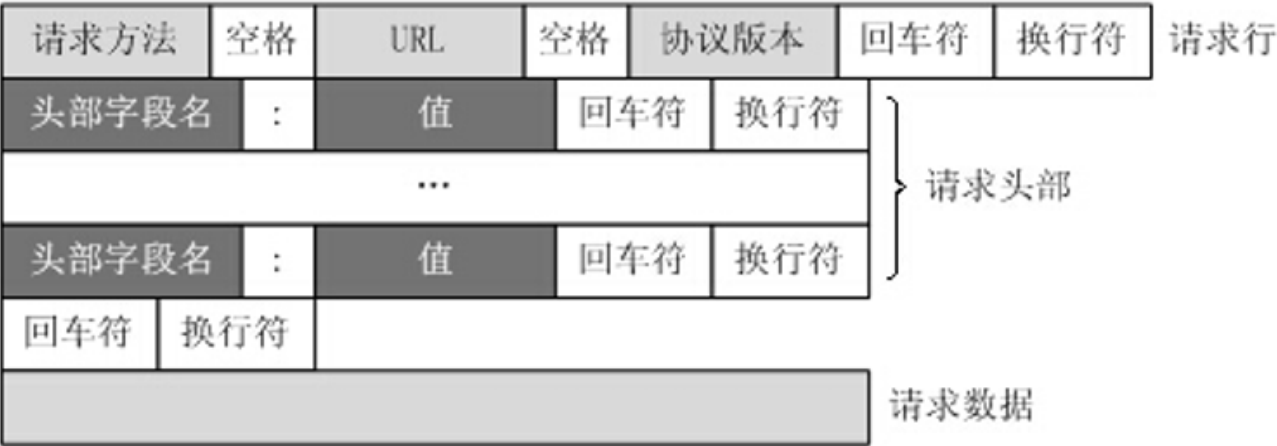 请求方法 空格 URL 空格 协议版本 回车符 换行符 请求行
头部字段名 : 值 回车符 换行符
… 请求头部
头部字段名 : 值 回车符 换行符
回车符 换行符
请求数据